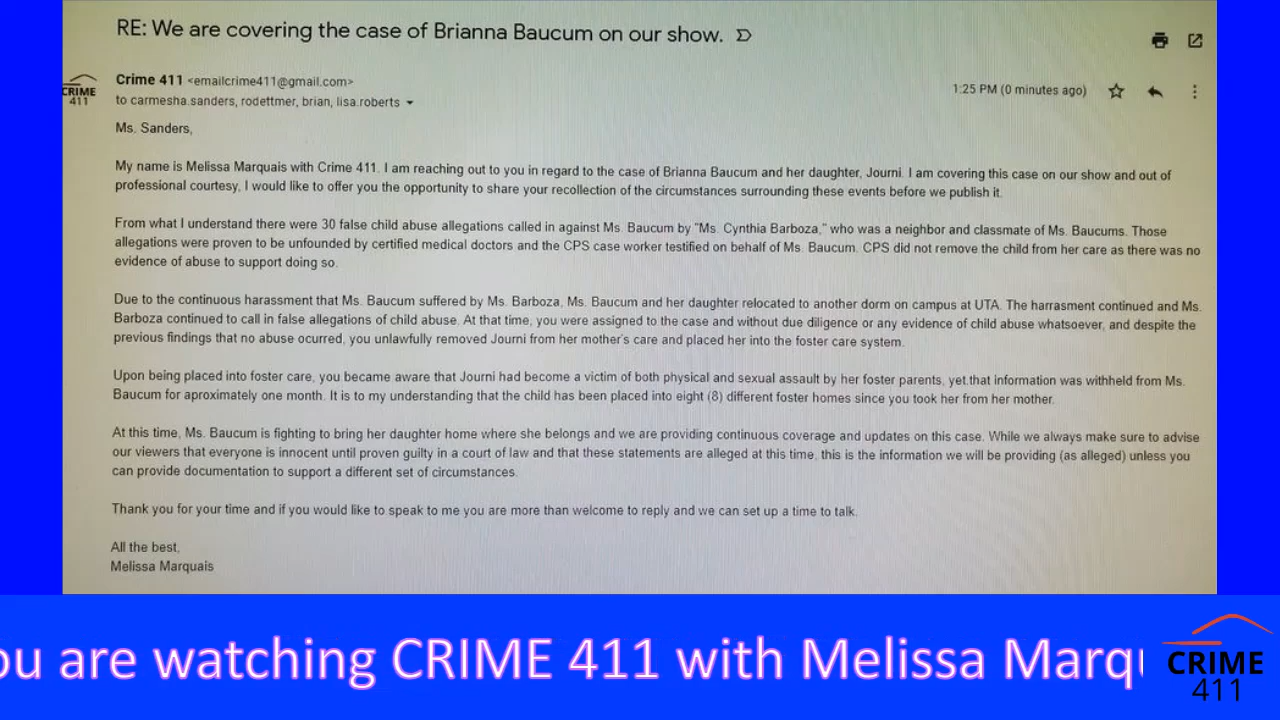 RE: We are covering the case of Brianna Baucum on our show.
Crime 411 <emailcrime411@gmail.com>
1:25 PM (0 minutes ago)
CRIME
411
to carmesha.sanders, rodettmer, brian, lisa.roberts
Ms. Sanders,
My name is Melissa Marquais with Crime 411. I am reaching out to you in regard to the case of Brianna Baucum and her daughter, Journi. I am covering this case on our show and out of
professional courtesy, I would like to offer you the opportunity to share your recollection of the circumstances surrounding these events before we publish it.
From what I understand there were 30 false child abuse allegations called in against Ms. Baucum by "Ms. Cynthia Barboza," who was a neighbor and classmate of Ms. Baucums. Those
allegations were proven to be unfounded by certified medical doctors and the CPS case worker testified on behalf of Ms. Baucum. CPS did not remove the child from her care as there was no
evidence of abuse to support doing so.
Due to the continuous harassment that Ms. Baucum suffered by Ms. Barboza, Ms. Baucum and her daughter relocated to another dorm on campus at UTA. The harrasment continued and Ms.
Barboza continued to call in false allegations of child abuse. At that time, you were assigned to the case and without due diligence or any evidence of child abuse whatsoever, and despite the
previous findings that no abuse ocurred, you unlawfully removed Journi from her mother's care and placed her into the foster care system.
Upon being placed into foster care, you became aware that Journi had become a victim of both physical and sexual assault by her foster parents, yet that information was withheld from Ms.
Baucum for aproximately one month. It is to my understanding that the child has been placed into eight (8) different foster homes since you took her from her mother.
At this time, Ms. Baucum is fighting to bring her daughter home where she belongs and we are providing continuous coverage and updates on this case. While we always make sure to advise
our viewers that everyone is innocent until proven guilty in a court of law and that these statements are alleged at this time, this is the information we will be providing (as alleged) unless you
can provide documentation to support a different set of circumstances.
Thank you for your time and if you would like to speak to me you are more than welcome to reply and we can set up a time to talk.
All the best,
Melissa Marquais
ou are watching CRIME 411 with Melissa Marqu
CRIME
411